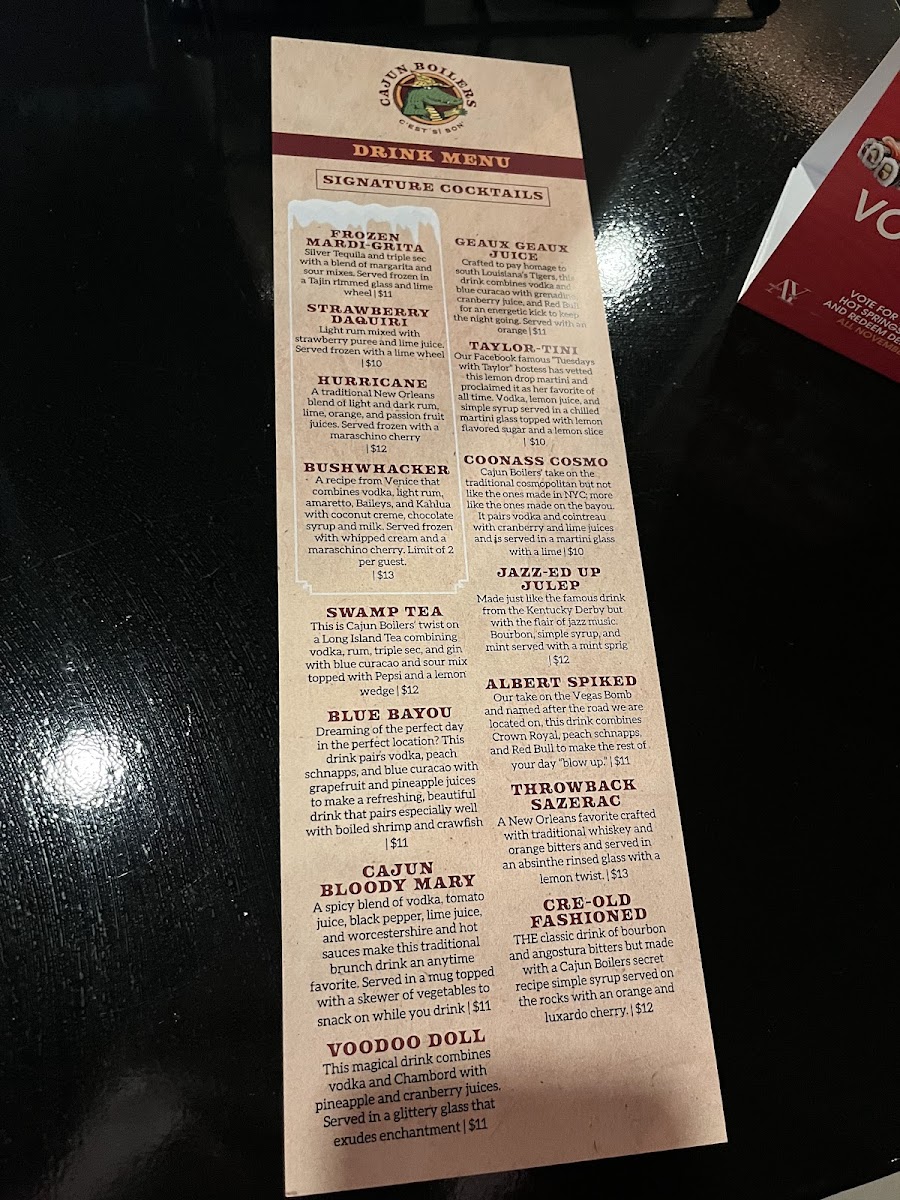 CAJUN BOILERS
C'EST SI BON
DRINK MENU
SIGNATURE COCKTAILS
FROZEN
MARDI-GRITA
Silver Tequila and triple sec
with a blend of margarita and
sour mixes. Served frozen in
a Tajin rimmed glass and lime
wheel | $11
STRAWBERRY
DAQUIRI
Light rum mixed with
strawberry puree and lime juice.
Served frozen with a lime wheel
| $10
HURRICANE
A traditional New Orleans
blend of light and dark rum,
lime, orange, and passion fruit
juices. Served frozen with a
maraschino cherry
| $12
BUSHWHACKER
A recipe from Venice that
combines vodka, light rum,
amaretto, Baileys, and Kahlua
with coconut creme, chocolate
syrup and milk. Served frozen
with whipped cream and a
maraschino cherry. Limit of 2
per guest.
| $13
SWAMP TEA
This is Cajun Boilers' twist on
a Long Island Tea combining
vodka, rum, triple sec, and gin
with blue curacao and sour mix
topped with Pepsi and a lemon
wedge | $12
BLUE BAYOU
Dreaming of the perfect day
in the perfect location? This
drink pairs vodka, peach
schnapps, and blue curacao with
grapefruit and pineapple juices
to make a refreshing, beautiful
drink that pairs especially well
with boiled shrimp and crawfish
| $11
CAJUN
BLOODY MARY
A spicy blend of vodka, tomato
juice, black pepper, lime juice,
and worcestershire and hot
sauces make this traditional
brunch drink an anytime
favorite. Served in a mug topped
with a skewer of vegetables to
snack on while you drink | $11
VOODOO DOLL
This magical drink combines
vodka and Chambord with
pineapple and cranberry juices.
Served in a glittery glass that
exudes enchantment | $11
GEAUX GEAUX
JUICE
Crafted to pay homage to
south Louisiana's Tigers, this
drink combines vodka and
blue curacao with grenadine,
cranberry juice, and Red Bull
for an energetic kick to keep
the night going. Served with an
orange | $11
TAYLOR-TINI
Our Facebook famous "Tuesdays
with Taylor" hostess has vetted
this lemon drop martini and
proclaimed it as her favorite of
all time. Vodka, lemon juice, and
simple syrup served in a chilled
martini glass topped with lemon
flavored sugar and a lemon slice
| $10
COONASS COSMO
Cajun Boilers' take on the
traditional cosmopolitan but not
like the ones made in NYC; more
like the ones made on the bayou.
It pairs vodka and cointreau
with cranberry and lime juices
and is served in a martini glass
with a lime | $10
JAZZ-ED UP
JULEP
Made just like the famous drink
from the Kentucky Derby but
with the flair of jazz music.
Bourbon, simple syrup, and
mint served with a mint sprig
| $12
ALBERT SPIKED
Our take on the Vegas Bomb
and named after the road we are
located on, this drink combines
Crown Royal, peach schnapps,
and Red Bull to make the rest of
your day "blow up." | $11
THROWBACK
SAZERAC
A New Orleans favorite crafted
with traditional whiskey and
orange bitters and served in
an absinthe rinsed glass with a
lemon twist. | $13
CRE-OLD
FASHIONED
THE classic drink of bourbon
and angostura bitters but made
with a Cajun Boilers secret
recipe simple syrup served on
the rocks with an orange and
luxardo cherry. | $12
AY
VOTE FOR
HOT SPRINGS
AND REDEEM
ALL